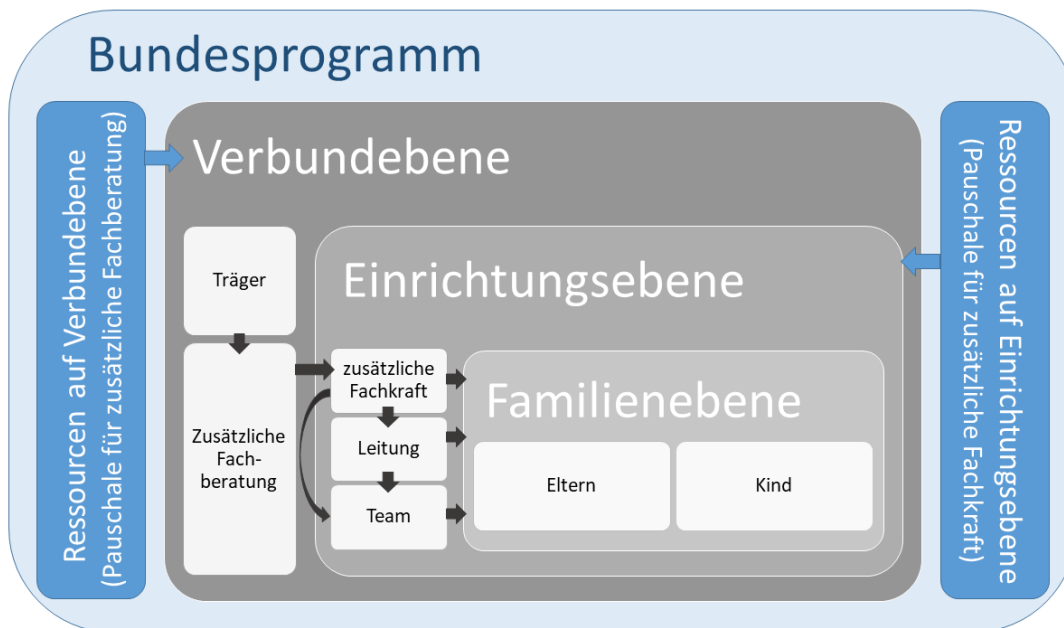 Bundesprogramm
Ressourcen auf Verbundebene
(Pauschale für zusätzliche Fachberatung)
Verbundebene
Träger
Zusätzliche
Fach-
beratung
Einrichtungsebene
zusätzliche
Fachkraft
Leitung
Team
Familienebene
Eltern
Kind
Ressourcen auf Einrichtungsebene
(Pauschale für zusätzliche Fachkraft)